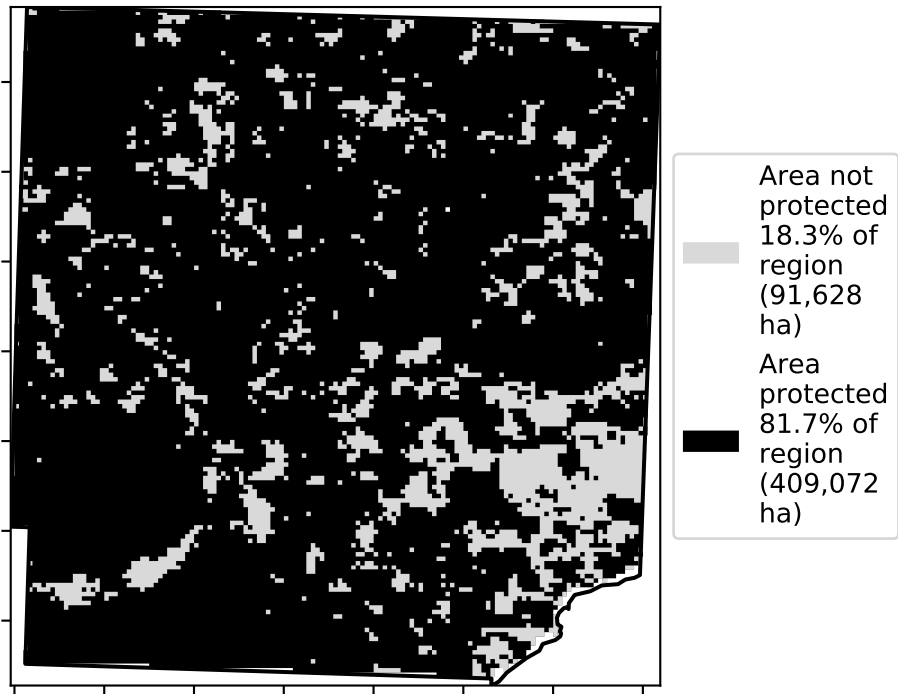 Area not
protected
18.3% of
region
(91,628
ha)
Area
protected
81.7% of
region
(409,072
ha)